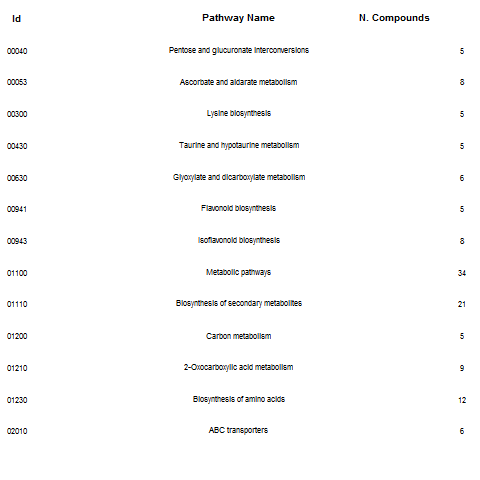 Id Pathway Name N. Compounds
00040 Pentose and glucuronate interconversions 5
00053 Ascorbate and aldarate metabolism 8
00300 Lysine biosynthesis 5
00430 Taurine and hypotaurine metabolism 5
00630 Glyoxylate and dicarboxylate metabolism 6
00941 Flavonoid biosynthesis 5
00943 Isoflavonoid biosynthesis 8
01100 Metabolic pathways 34
01110 Biosynthesis of secondary metabolites 21
01200 Carbon metabolism 5
01210 2-Oxocarboxylic acid metabolism 9
01230 Biosynthesis of amino acids 12
02010 ABC transporters 6